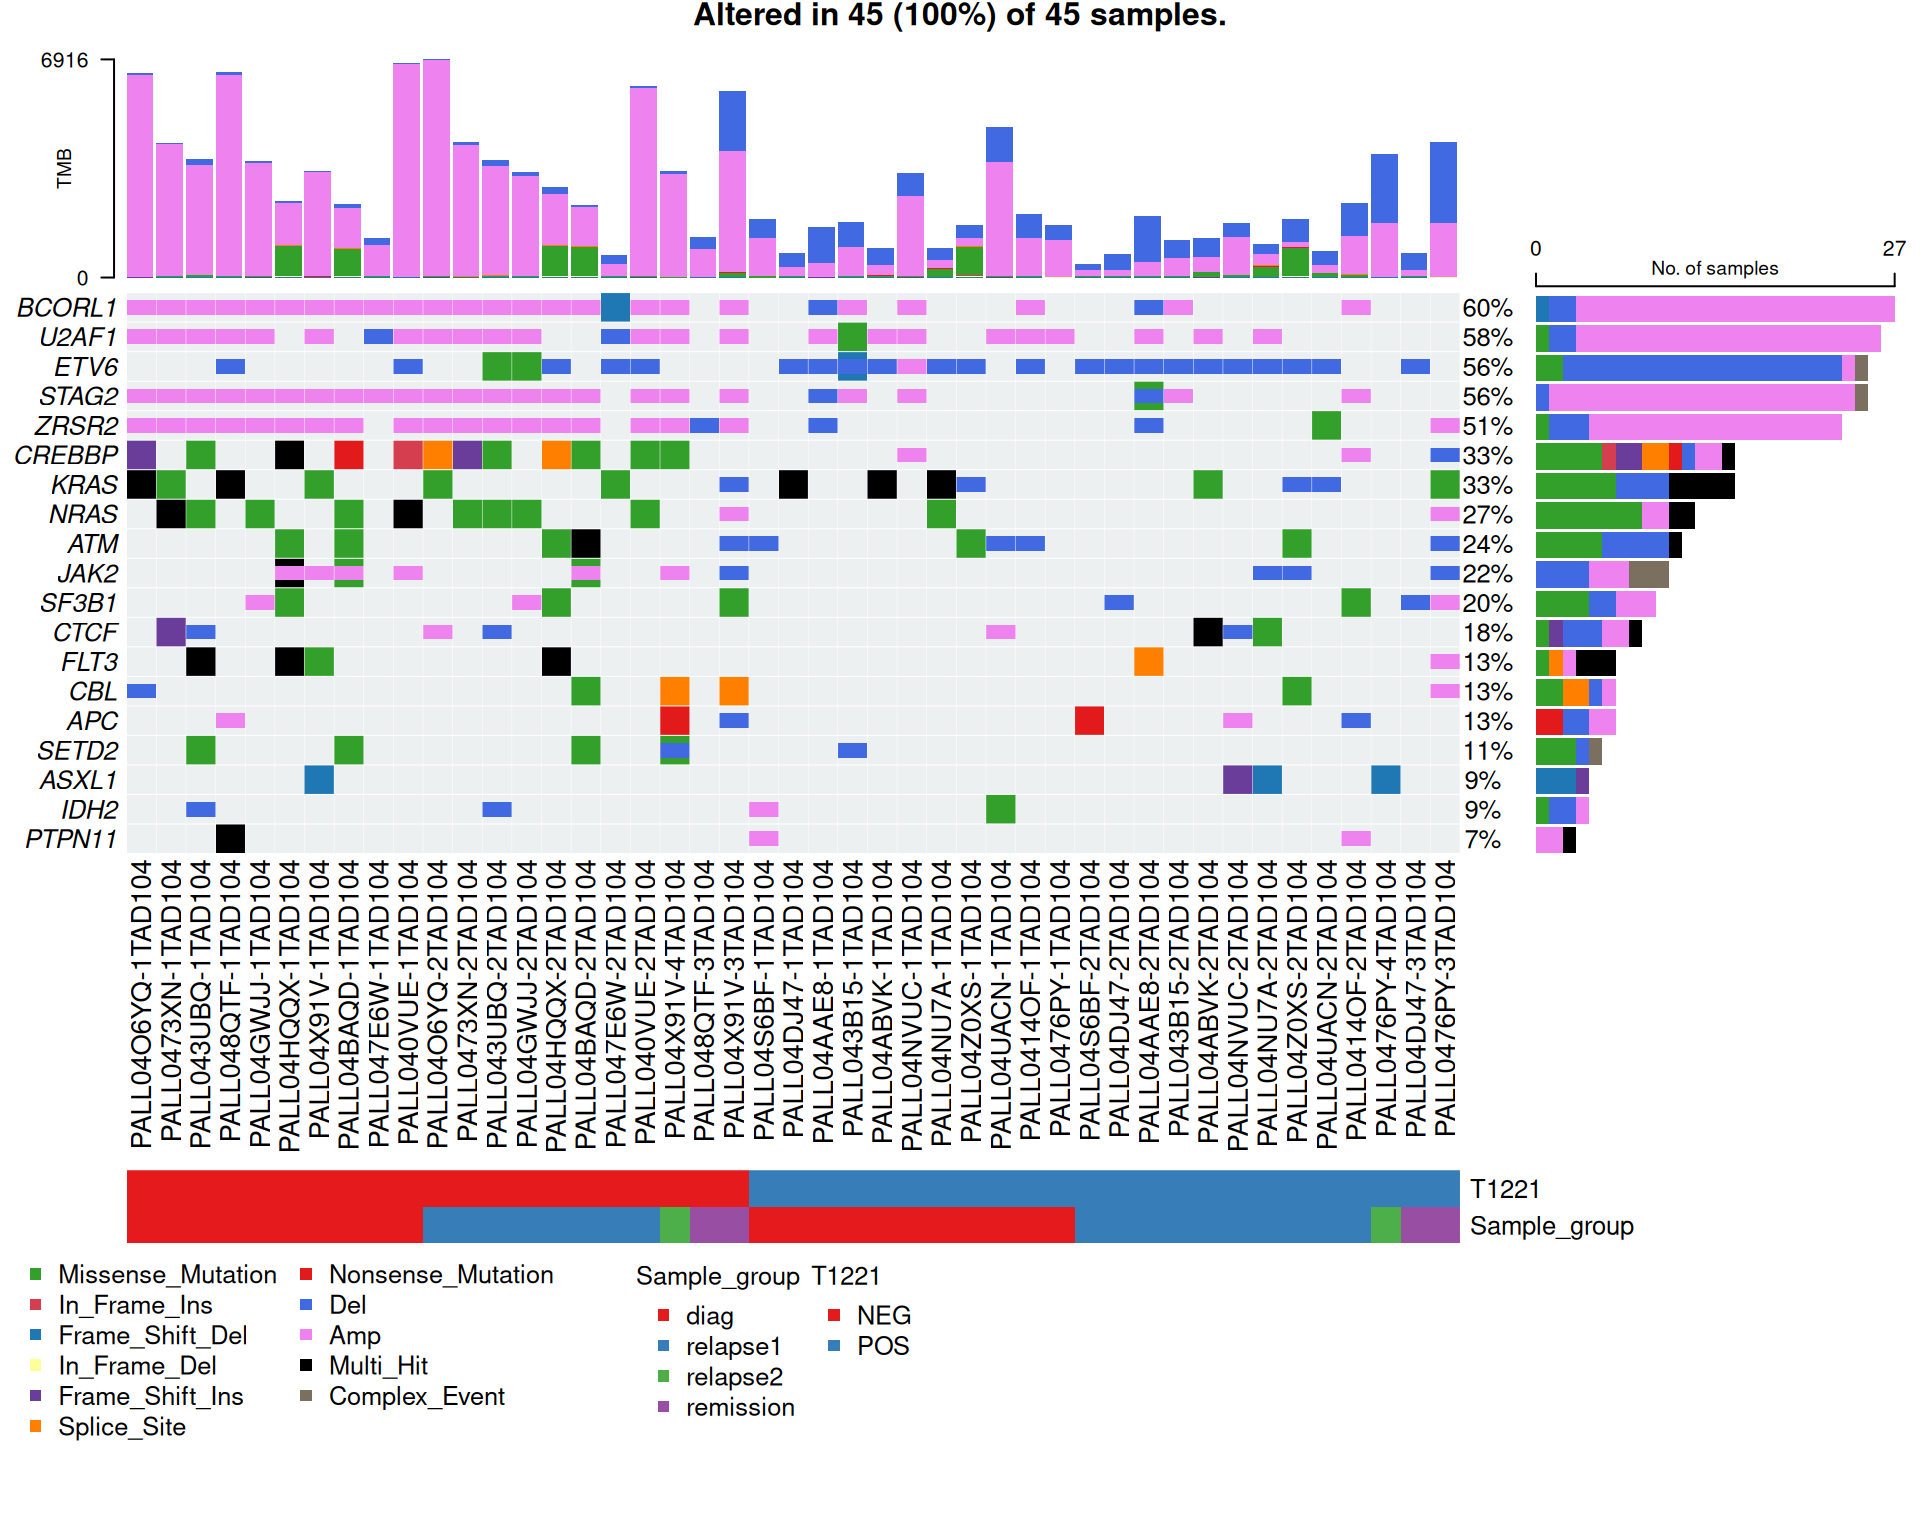 Altered in 45 (100%) of 45 samples.
6916
TMB
0
0 27
No. of samples
BCORL1 60%
U2AF1 58%
ETV6 56%
STAG2 56%
ZRSR2 51%
CREBBP 33%
KRAS 33%
NRAS 27%
ATM 24%
JAK2 22%
SF3B1 20%
CTCF 18%
FLT3 13%
CBL 13%
APC 13%
SETD2 11%
ASXL1 9%
IDH2 9%
PTPN11 7%
PALL04O6YQ-1TAD104
PALL0473XN-1TAD104
PALL043UBQ-1TAD104
PALL048QTF-1TAD104
PALL04GWJJ-1TAD104
PALL04HQQX-1TAD104
PALL04X91V-1TAD104
PALL04BAQD-1TAD104
PALL047E6W-1TAD104
PALL040VUE-1TAD104
PALL04O6YQ-2TAD104
PALL0473XN-2TAD104
PALL043UBQ-2TAD104
PALL04GWJJ-2TAD104
PALL04HQQX-2TAD104
PALL04BAQD-2TAD104
PALL047E6W-2TAD104
PALL040VUE-2TAD104
PALL04X91V-4TAD104
PALL048QTF-3TAD104
PALL04X91V-3TAD104
PALL04S6BF-1TAD104
PALL04DJ47-1TAD104
PALL04AAE8-1TAD104
PALL043B15-1TAD104
PALL04ABVK-1TAD104
PALL04NVUC-1TAD104
PALL04NU7A-1TAD104
PALL04Z0XS-1TAD104
PALL04UACN-1TAD104
PALL0414OF-1TAD104
PALL0476PY-1TAD104
PALL04S6BF-2TAD104
PALL04DJ47-2TAD104
PALL04AAE8-2TAD104
PALL043B15-2TAD104
PALL04ABVK-2TAD104
PALL04NVUC-2TAD104
PALL04NU7A-2TAD104
PALL04Z0XS-2TAD104
PALL04UACN-2TAD104
PALL0414OF-2TAD104
PALL0476PY-4TAD104
PALL04DJ47-3TAD104
PALL0476PY-3TAD104
T1221
Sample_group
Missense_Mutation
In_Frame_Ins
Frame_Shift_Del
In_Frame_Del
Frame_Shift_Ins
Splice_Site
Nonsense_Mutation
Del
Amp
Multi_Hit
Complex_Event
Sample_group
diag
relapse1
relapse2
remission
T1221
NEG
POS